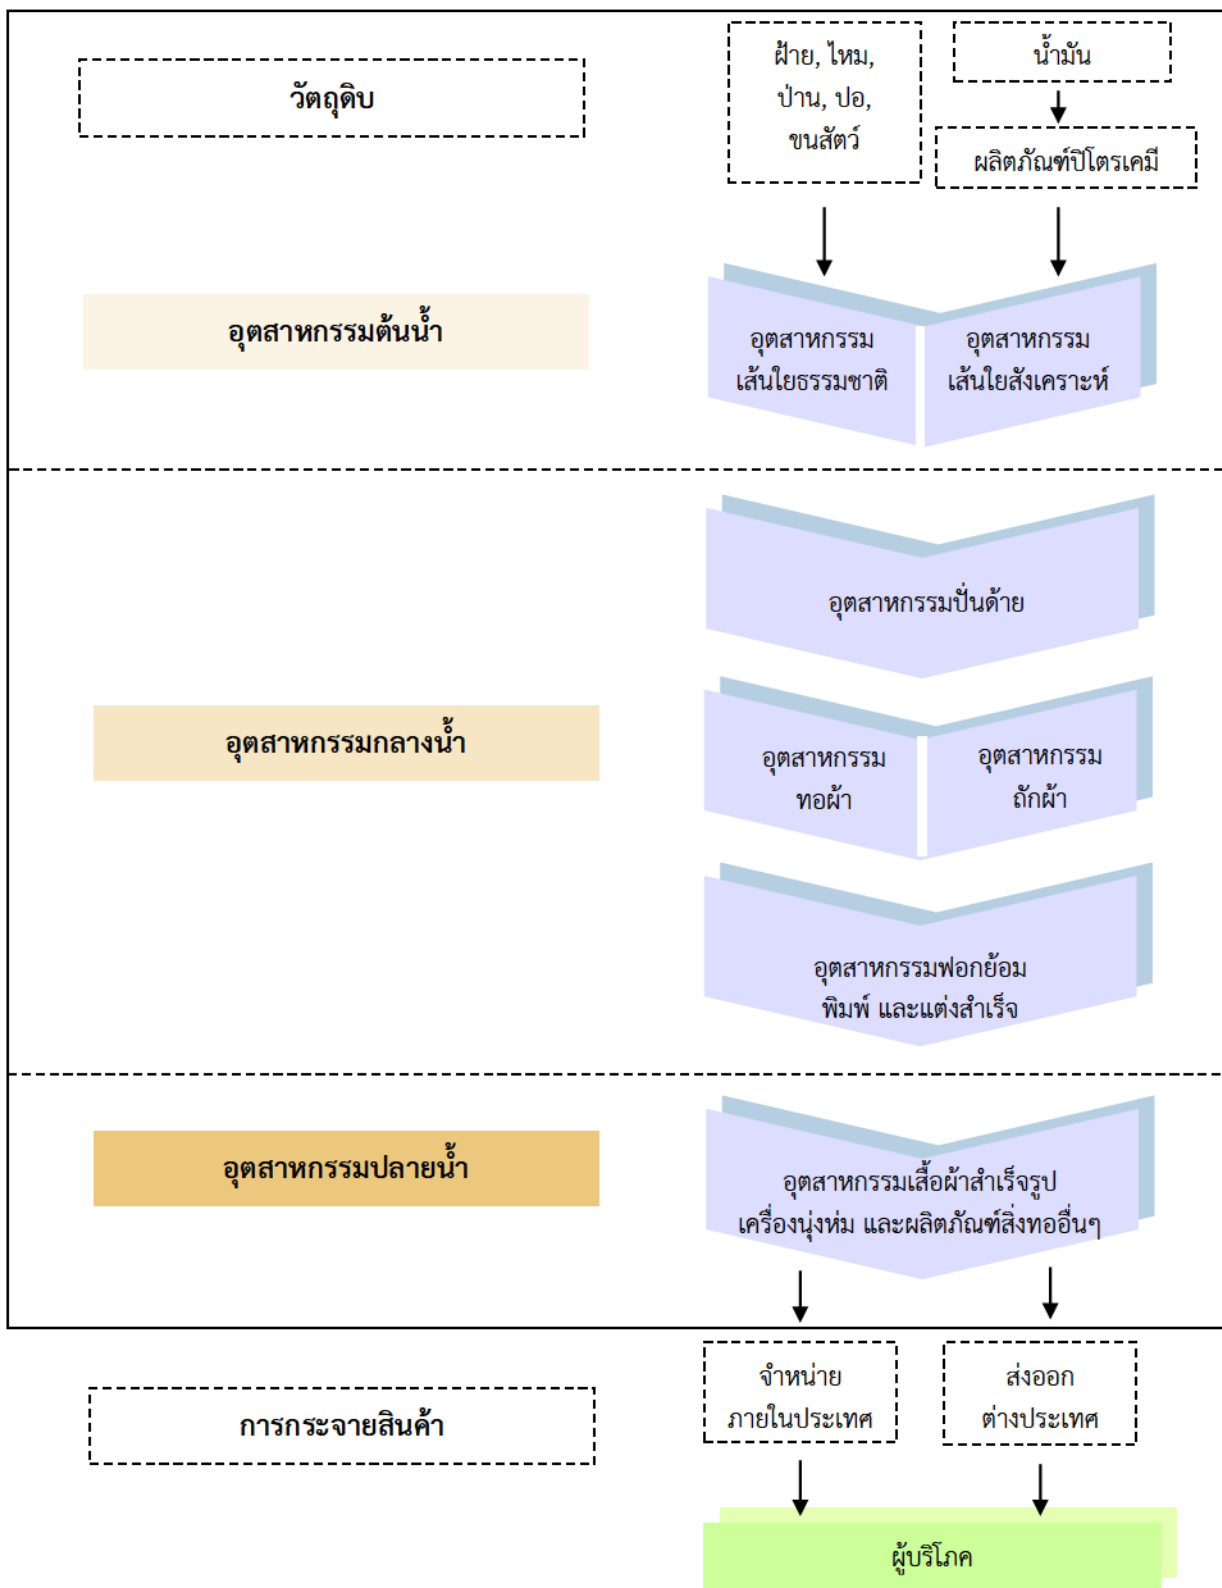 วัตถุดิบ
ฝ้าย, ไหม,
ป่าน, ปอ,
ขนสัตว์
น้ำมัน
ผลิตภัณฑ์ปิโตรเคมี
อุตสาหกรรมต้นน้ำ
อุตสาหกรรม
เส้นใยธรรมชาติ
อุตสาหกรรม
เส้นใยสังเคราะห์
อุตสาหกรรมกลางน้ำ
อุตสาหกรรมปั่นด้าย
อุตสาหกรรม
ทอผ้า
อุตสาหกรรม
ถักผ้า
อุตสาหกรรมฟอกย้อม
พิมพ์ และแต่งสำเร็จ
อุตสาหกรรมปลายน้ำ
อุตสาหกรรมเสื้อผ้าสำเร็จรูป
เครื่องนุ่งห่ม และผลิตภัณฑ์สิ่งทออื่นๆ
การกระจายสินค้า
จำหน่าย
ภายในประเทศ
ส่งออก
ต่างประเทศ
ผู้บริโภค